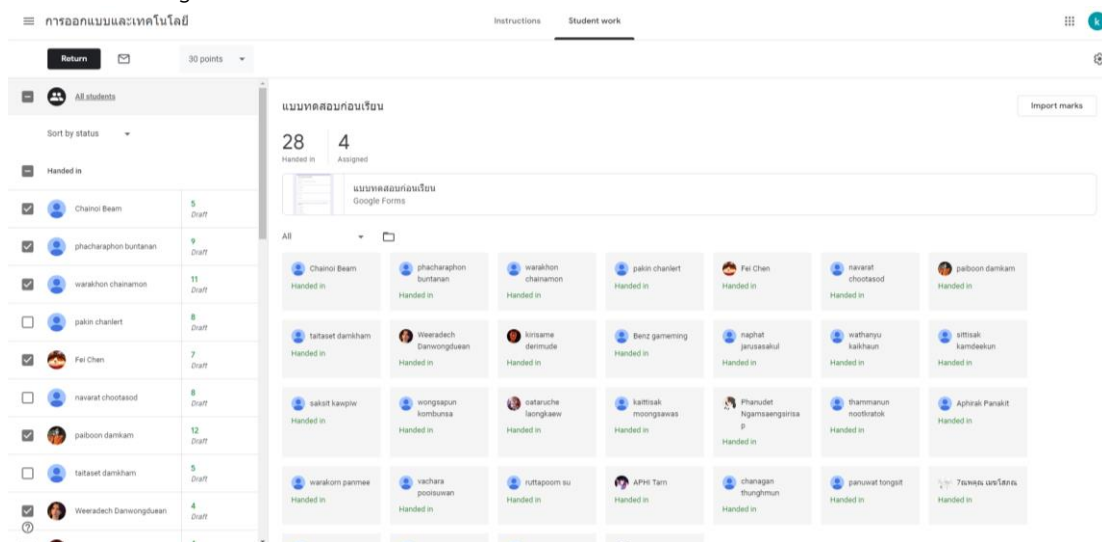 การออกแบบและเทคโนโลยี
Instructions
Student work
k
Return
30 points
All students
Sort by status
Handed in
Chainoi Beam
5
Draft
phacharaphon buntanan
9
Draft
warakhon chainamon
11
Draft
pakin chanlert
8
Draft
Fei Chen
7
Draft
navarat chootasod
8
Draft
paiboon damkam
12
Draft
taitaset damkham
5
Draft
Weeradech Danwongduean
4
Draft
แบบทดสอบก่อนเรียน
Import marks
28
Handed in
4
Assigned
แบบทดสอบก่อนเรียน
Google Forms
All
Chainoi Beam
Handed in
phacharaphon
buntanan
Handed in
warakhon
chainamon
Handed in
pakin chanlert
Handed in
Fei Chen
Handed in
navarat
chootasod
Handed in
paiboon damkam
Handed in
taitaset damkham
Handed in
Weeradech
Danwongduean
Handed in
kirisame
derimude
Handed in
Benz gameming
Handed in
naphat
jarusasakul
Handed in
wathanyu
kaikhaun
Handed in
sittisak
kamdeekun
Handed in
saksit kawpiw
Handed in
wongsapun
kombunsa
Handed in
oataruche
laongkaew
Handed in
kaittisak
moongsawas
Handed in
Phanudet
Ngamsaengsirisa
p
Handed in
thammanun
nootkratok
Handed in
Aphirak Panakit
Handed in
warakorn panmee
Handed in
vachara
pooisuwan
Handed in
ruttapoom su
Handed in
APHI Tarn
Handed in
chanagan
thunghmun
Handed in
panuwat tongsit
Handed in
Handed in